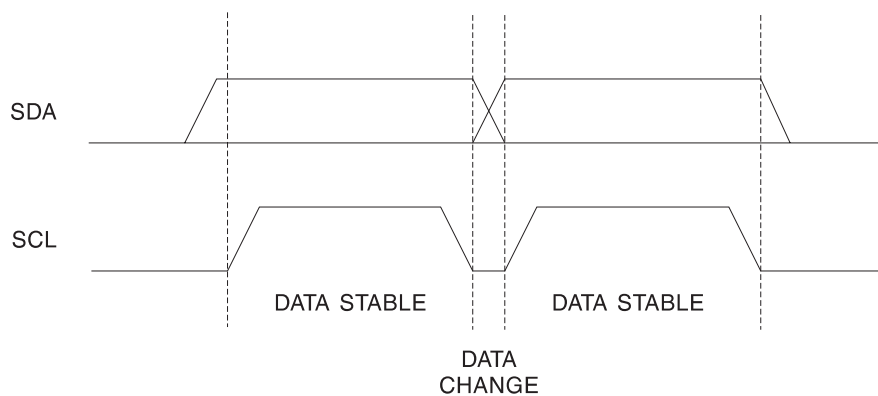 SDA
SCL
DATA STABLE
DATA STABLE
DATA
CHANGE